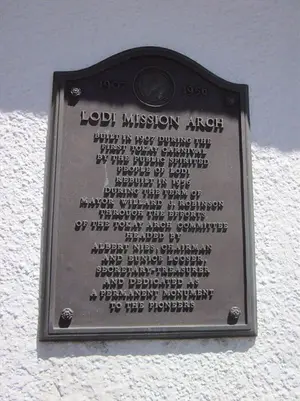 1907 1956
LODI MISSION ARCH
BUILT IN 1907 DURING THE
FIRST TOKAY CARNIVAL
BY THE PUBLIC SPIRITED
PEOPLE OF LODI
REBUILT IN 1956
DURING THE TERM OF
MAYOR WILLARD E. ROBINSON
THROUGH THE EFFORTS
OF THE TOKAY ARCH COMMITTEE
HEADED BY
ALBERT NIES, CHAIRMAN
AND
SECRETARY-TREASURER
AND DEDICATED AS
A PERMANENT MONUMENT
TO THE PIONEERS